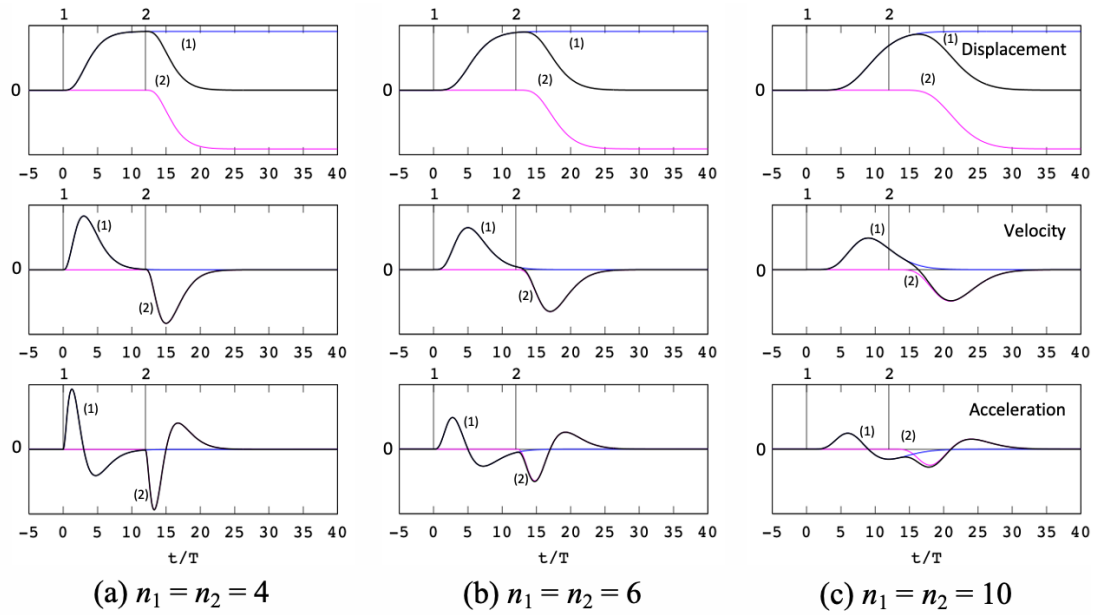 1 2 1 2 1 2
(1) (1) (1) Displacement
0 (2) 0 (2) 0 (2)
-5 0 5 10 15 20 25 30 35 40 -5 0 5 10 15 20 25 30 35 40 -5 0 5 10 15 20 25 30 35 40
1 2 1 2 1 2
(1) (1) (1) Velocity
0 0 0
(2) (2) (2)
-5 0 5 10 15 20 25 30 35 40 -5 0 5 10 15 20 25 30 35 40 -5 0 5 10 15 20 25 30 35 40
1 2 1 2 1 2
(1) (1) (1) (2) Acceleration
0 0 0
(2) (2)
-5 0 5 10 15 20 25 30 35 40 -5 0 5 10 15 20 25 30 35 40 -5 0 5 10 15 20 25 30 35 40
t/T t/T t/T
(a) n₁ = n₂ = 4 (b) n₁ = n₂ = 6 (c) n₁ = n₂ = 10